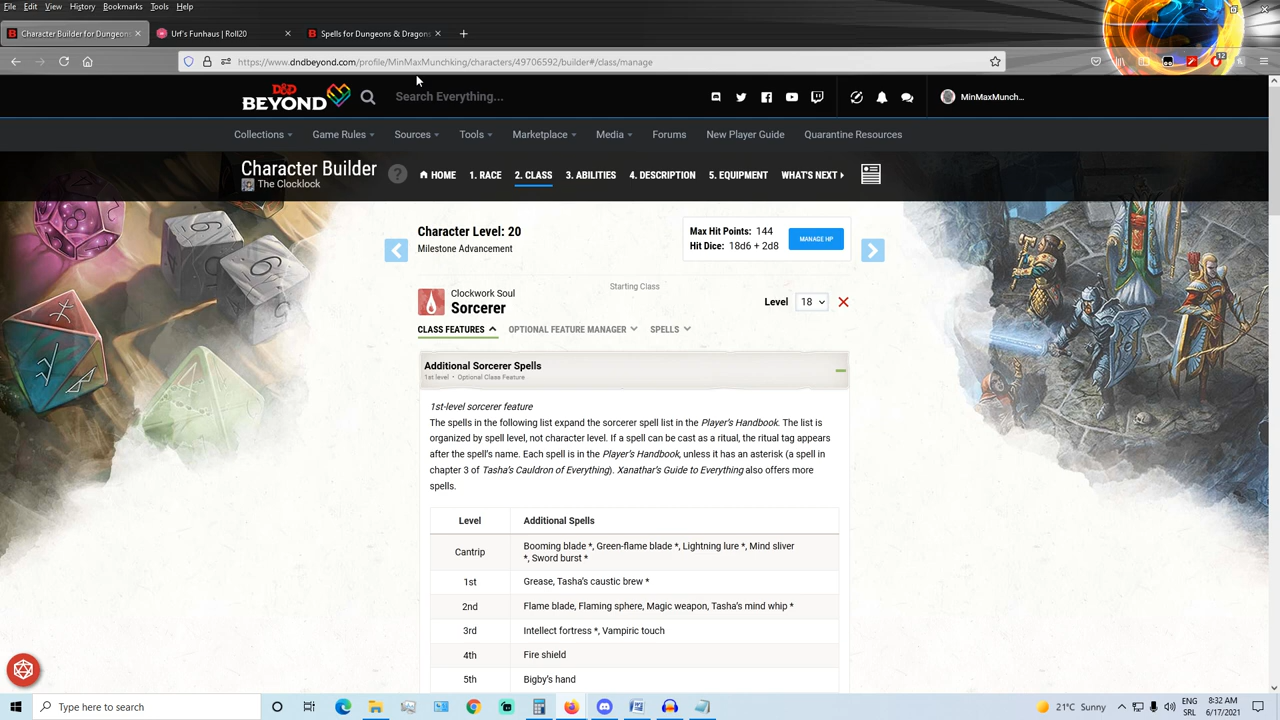 File Edit View History Bookmarks Tools Help
Character Builder for Dungeons
Urf's Funhaus | Roll20
Spells for Dungeons & Dragons
https://www.dndbeyond.com/profile/MinMaxMunchking/characters/49706592/builder#/class/manage
12
D&D
BEYOND
Search Everything...
MinMaxMunch...
Collections
Game Rules
Sources
Tools
Marketplace
Media
Forums
New Player Guide
Quarantine Resources
Character Builder
The Clocklock
?
HOME
1. RACE
2. CLASS
3. ABILITIES
4. DESCRIPTION
5. EQUIPMENT
WHAT'S NEXT
Character Level: 20
Milestone Advancement
Max Hit Points: 144
Hit Dice: 18d6 + 2d8
MANAGE HP
Starting Class
Clockwork Soul
Sorcerer
Level 18
CLASS FEATURES
OPTIONAL FEATURE MANAGER
SPELLS
Additional Sorcerer Spells
1st level • Optional Class Feature
1st-level sorcerer feature
The spells in the following list expand the sorcerer spell list in the Player's Handbook. The list is
organized by spell level, not character level. If a spell can be cast as a ritual, the ritual tag appears
after the spell's name. Each spell is in the Player's Handbook, unless it has an asterisk (a spell in
chapter 3 of Tasha's Cauldron of Everything). Xanathar's Guide to Everything also offers more
spells.
Level Additional Spells
Cantrip Booming blade *, Green-flame blade *, Lightning lure *, Mind sliver
*, Sword burst *
1st Grease, Tasha's caustic brew *
2nd Flame blade, Flaming sphere, Magic weapon, Tasha's mind whip *
3rd Intellect fortress *, Vampiric touch
4th Fire shield
5th Bigby's hand
Type here to search
21°C Sunny
ENG
SRL
8:32 AM
6/17/2021